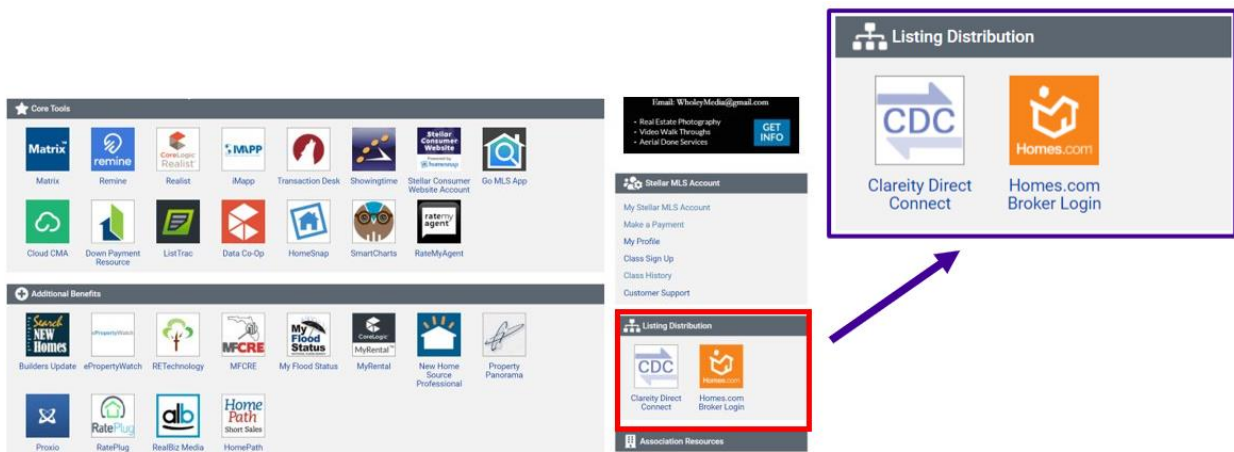 Core Tools
Matrix
remine
CoreLogic
Realist
iMAPP
Stellar
Consumer
Website
Powered by
homesnap
Matrix
Remine
Realist
iMapp
Transaction Desk
Showingtime
Stellar Consumer
Website Account
Go MLS App
ratemy
agent
Cloud CMA
Down Payment
Resource
ListTrac
Data Co-Op
HomeSnap
SmartCharts
RateMyAgent
Additional Benefits
Search
NEW
Homes
ePropertyWatch
MFCRE
My
Flood
Status
CoreLogic
MyRental
Builders Update
ePropertyWatch
RETechnology
MFCRE
My Flood Status
MyRental
New Home
Source
Professional
Property
Panorama
RatePlug
alb
Home
Path
Short Sales
Proxio
RatePlug
RealBiz Media
HomePath
Email: WholeyMedia@gmail.com
• Real Estate Photography
• Video Walk Throughs
• Aerial Done Services
GET
INFO
Stellar MLS Account
My Stellar MLS Account
Make a Payment
My Profile
Class Sign Up
Class History
Customer Support
Listing Distribution
CDC
Homes.com
Clareity Direct
Connect
Homes.com
Broker Login
Association Resources
Listing Distribution
CDC
Homes.com
Clareity Direct
Connect
Homes.com
Broker Login